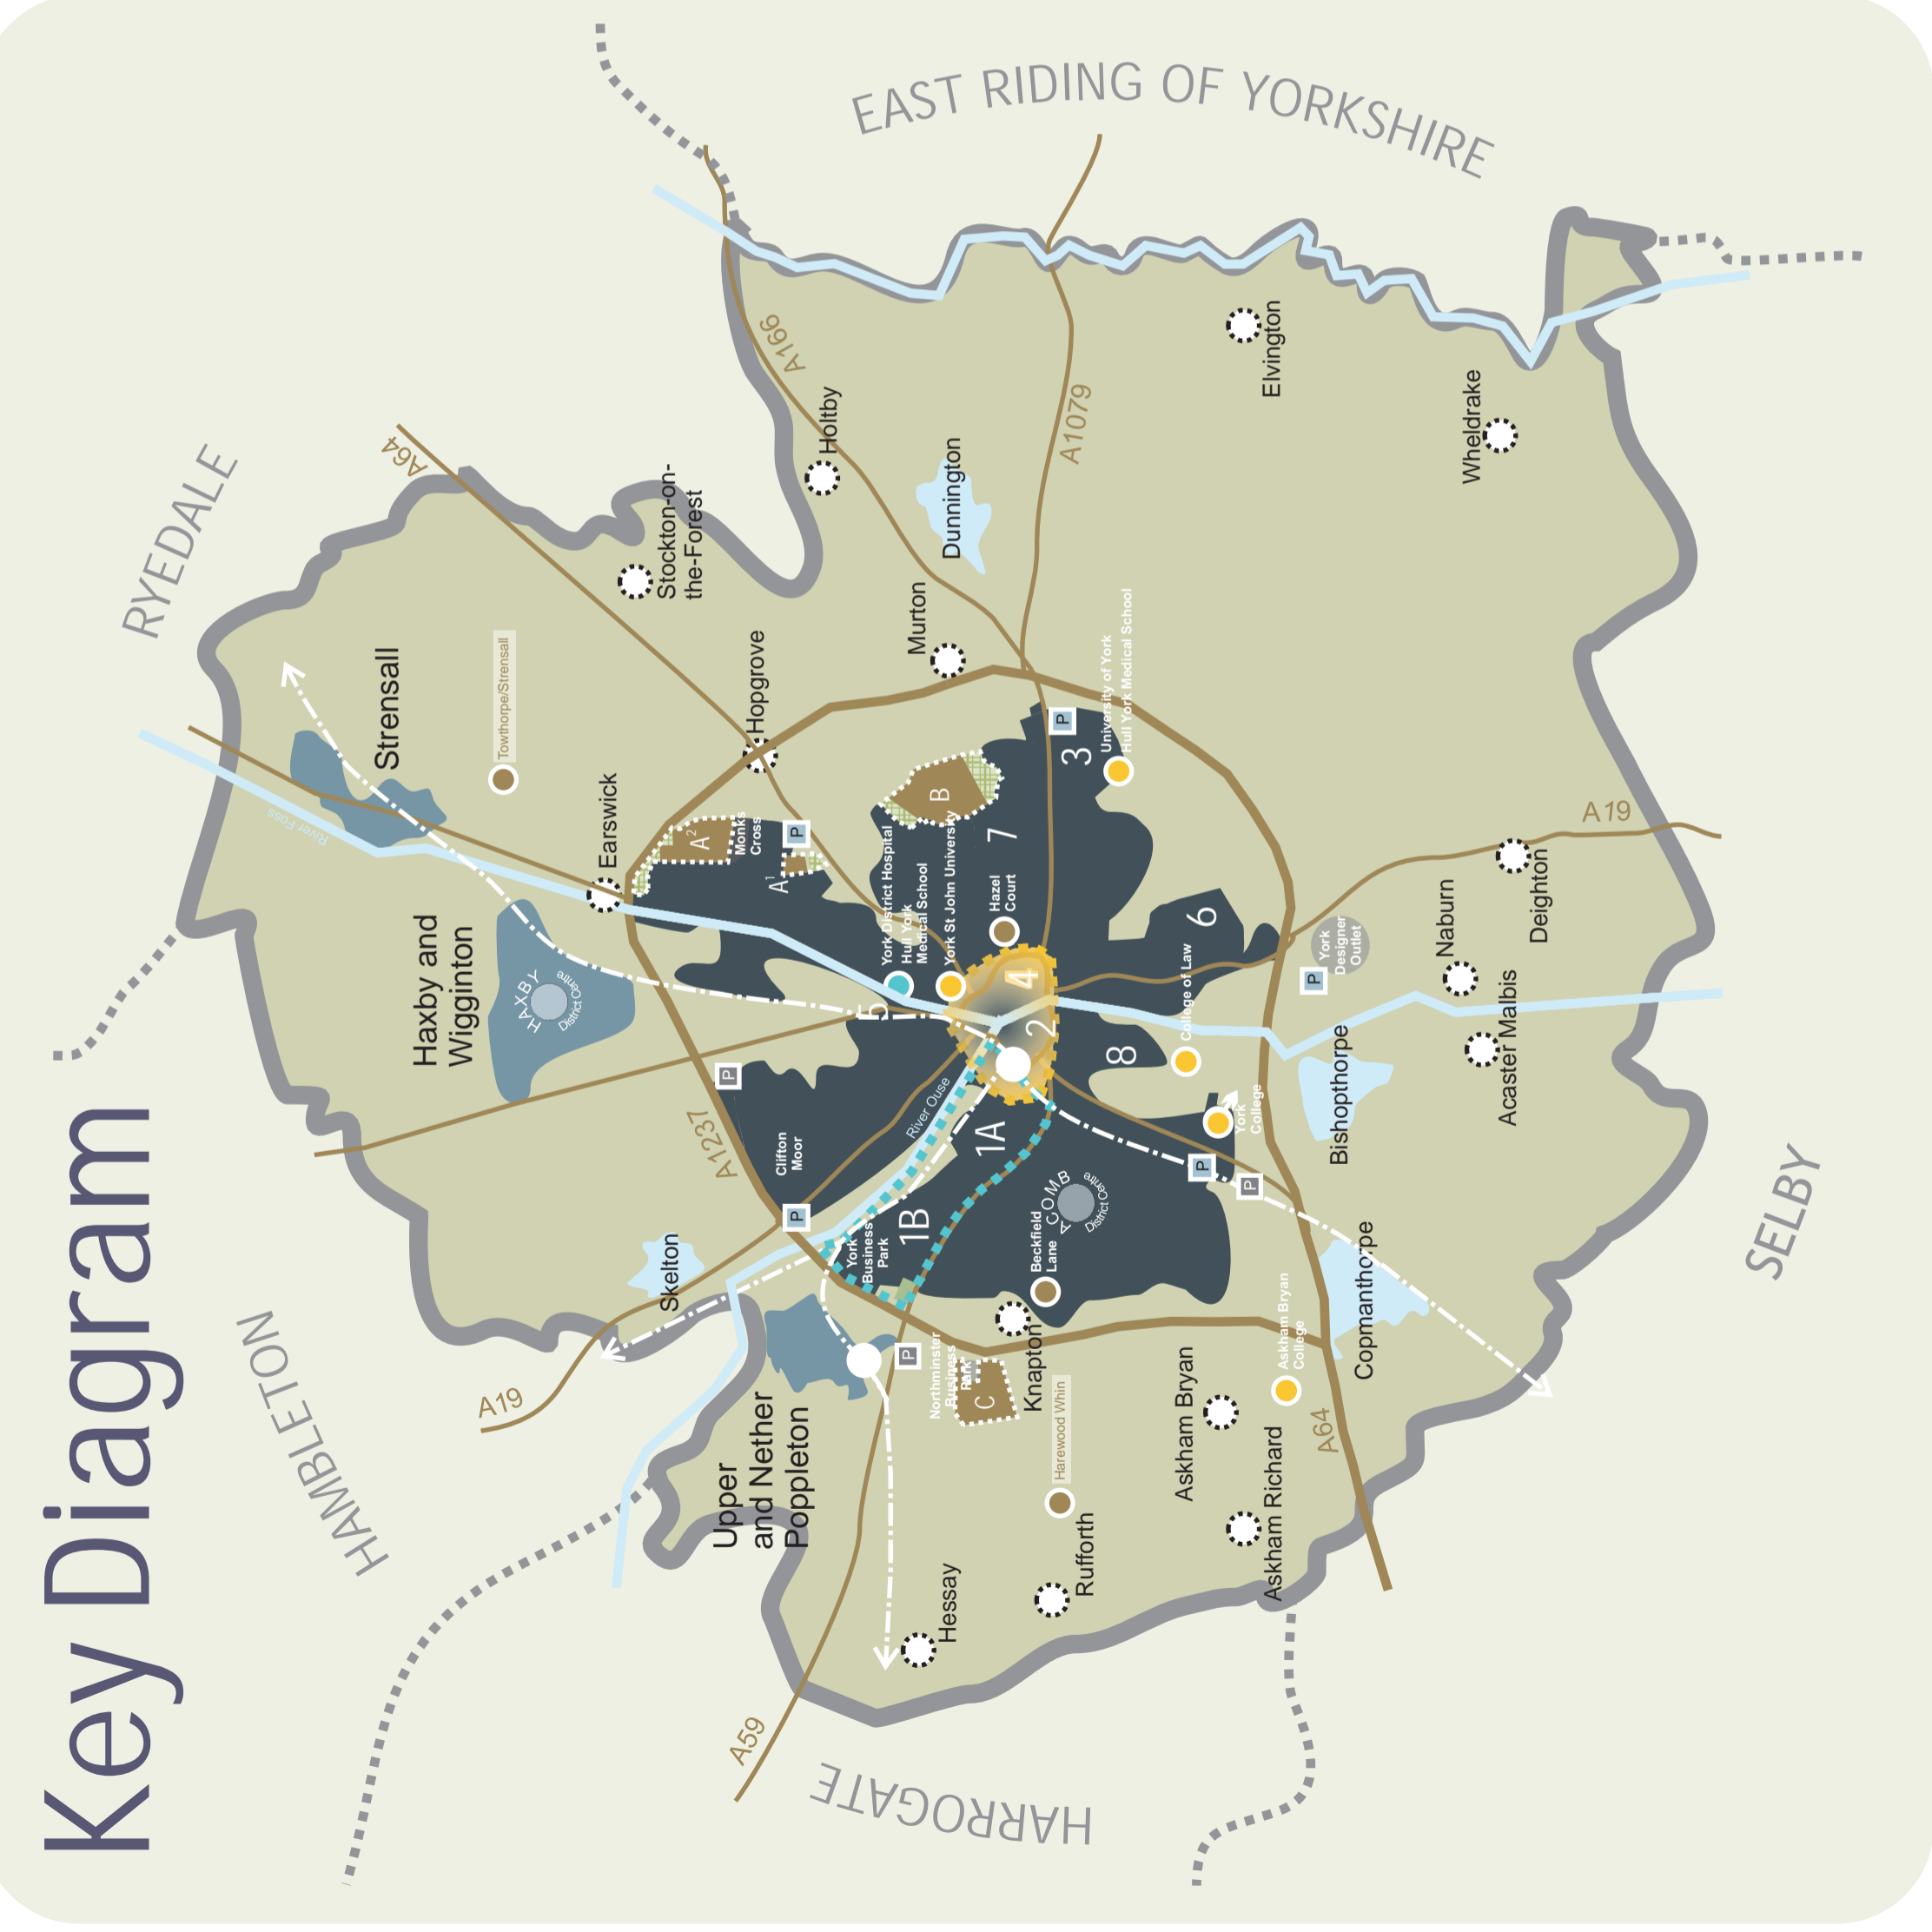 Key Diagram
HAMBLETON
RYEDALE
EAST RIDING OF YORKSHIRE
SELBY
HARROGATE
A19
A1237
A64
A166
A1079
A19
A64
A59
River Foss
River Ouse
Strensall
Towthorpe/Strensall
Haxby and
Wigginton
HAXBY
District Centre
Earswick
Stockton-on-
the-Forest
Hopgrove
Holtby
Dunnington
Murton
Elvington
Wheldrake
Deighton
Naburn
Acaster Malbis
Bishopthorpe
Copmanthorpe
Askham Bryan
Askham Richard
Rufforth
Harewood Whin
Knapton
Hessay
Upper
and Nether
Poppleton
Skelton
Clifton
Moor
York
Business
Park
Northminster
Business
Park
Beckfield
Lane
ACOMB
District Centre
Askham Bryan
College
York
College
College of Law
York
Designer
Outlet
University of York
Hull York Medical School
Hazel
Court
York St John University
York District Hospital
Hull York
Medical School
Monks
Cross
A1
A2
B
C
1A
1B
2
3
4
5
6
7
8
P
P
P
P
P
P
P
P